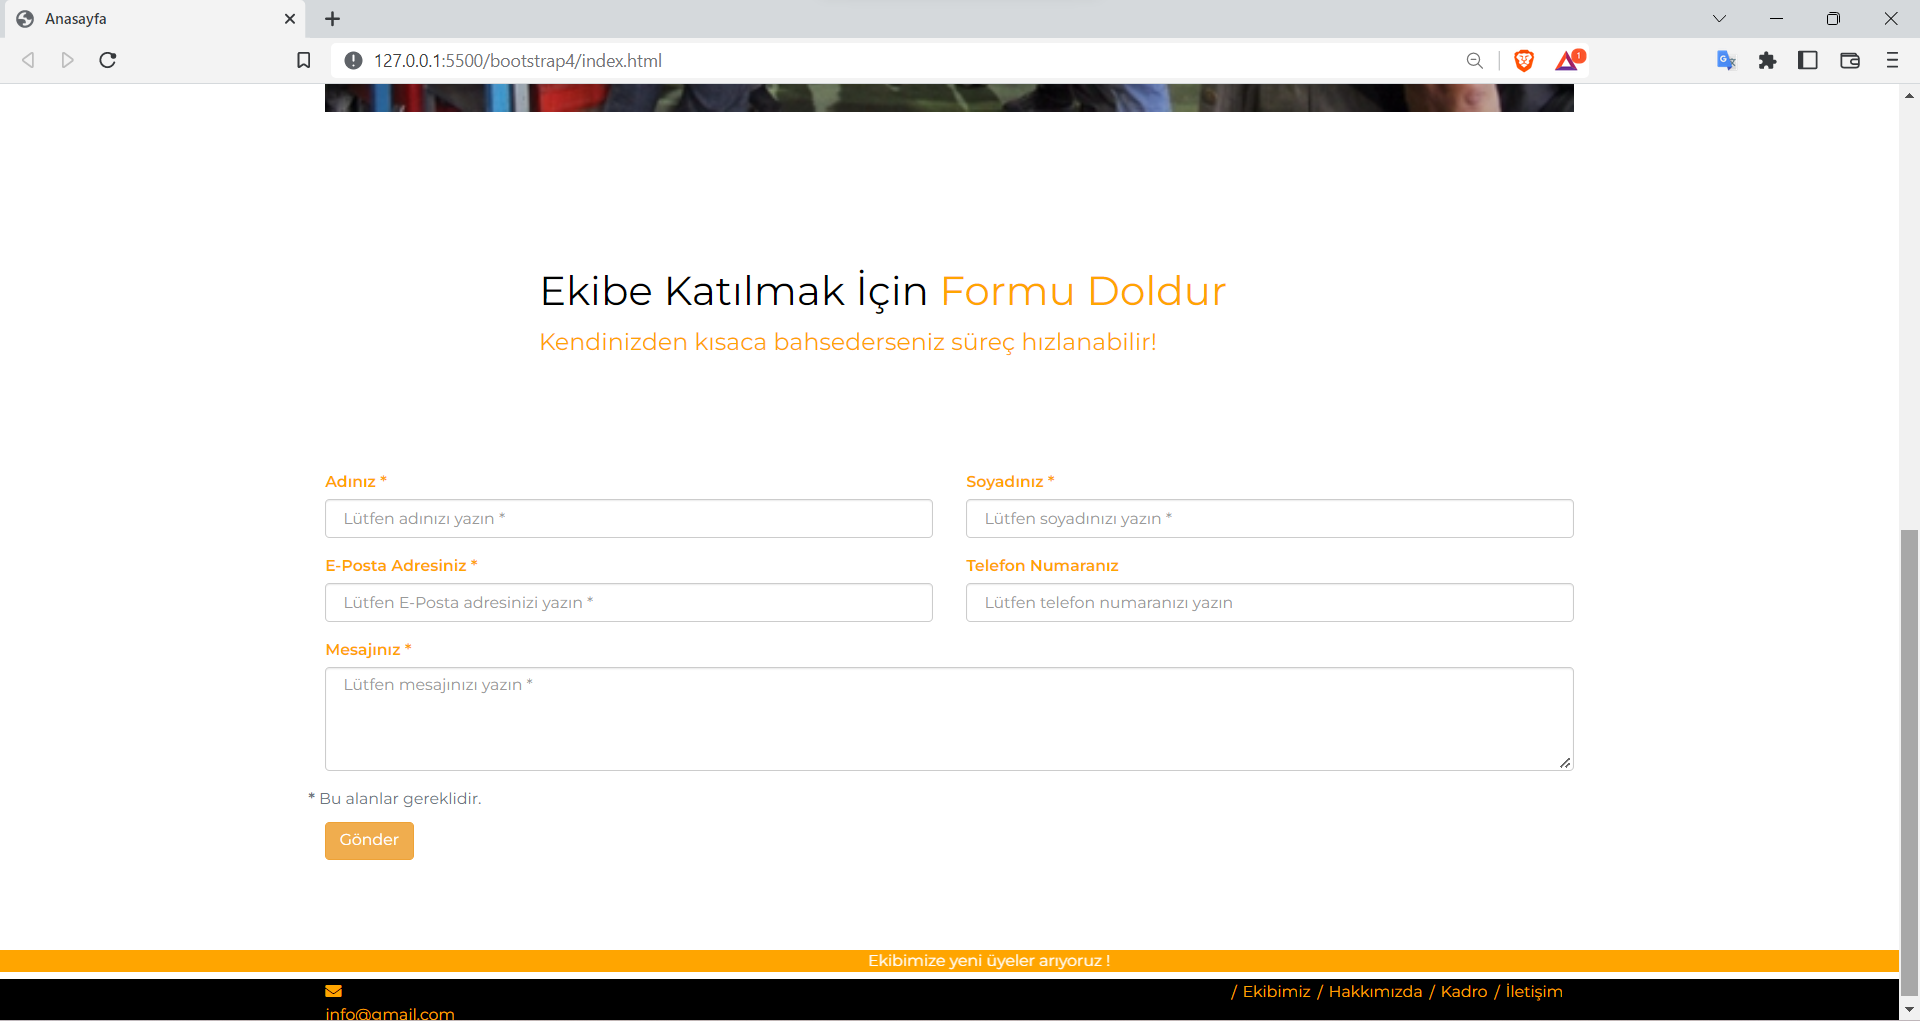 Anasayfa
127.0.0.1:5500/bootstrap4/index.html
1
Ekibe Katılmak İçin Formu Doldur
Kendinizden kısaca bahsederseniz süreç hızlanabilir!
Adınız *
Soyadınız *
Lütfen adınızı yazın *
Lütfen soyadınızı yazın *
E-Posta Adresiniz *
Telefon Numaranız
Lütfen E-Posta adresinizi yazın *
Lütfen telefon numaranızı yazın
Mesajınız *
Lütfen mesajınızı yazın *
* Bu alanlar gereklidir.
Gönder
Ekibimize yeni üyeler arıyoruz !
/ Ekibimiz / Hakkımızda / Kadro / İletişim
info@gmail.com